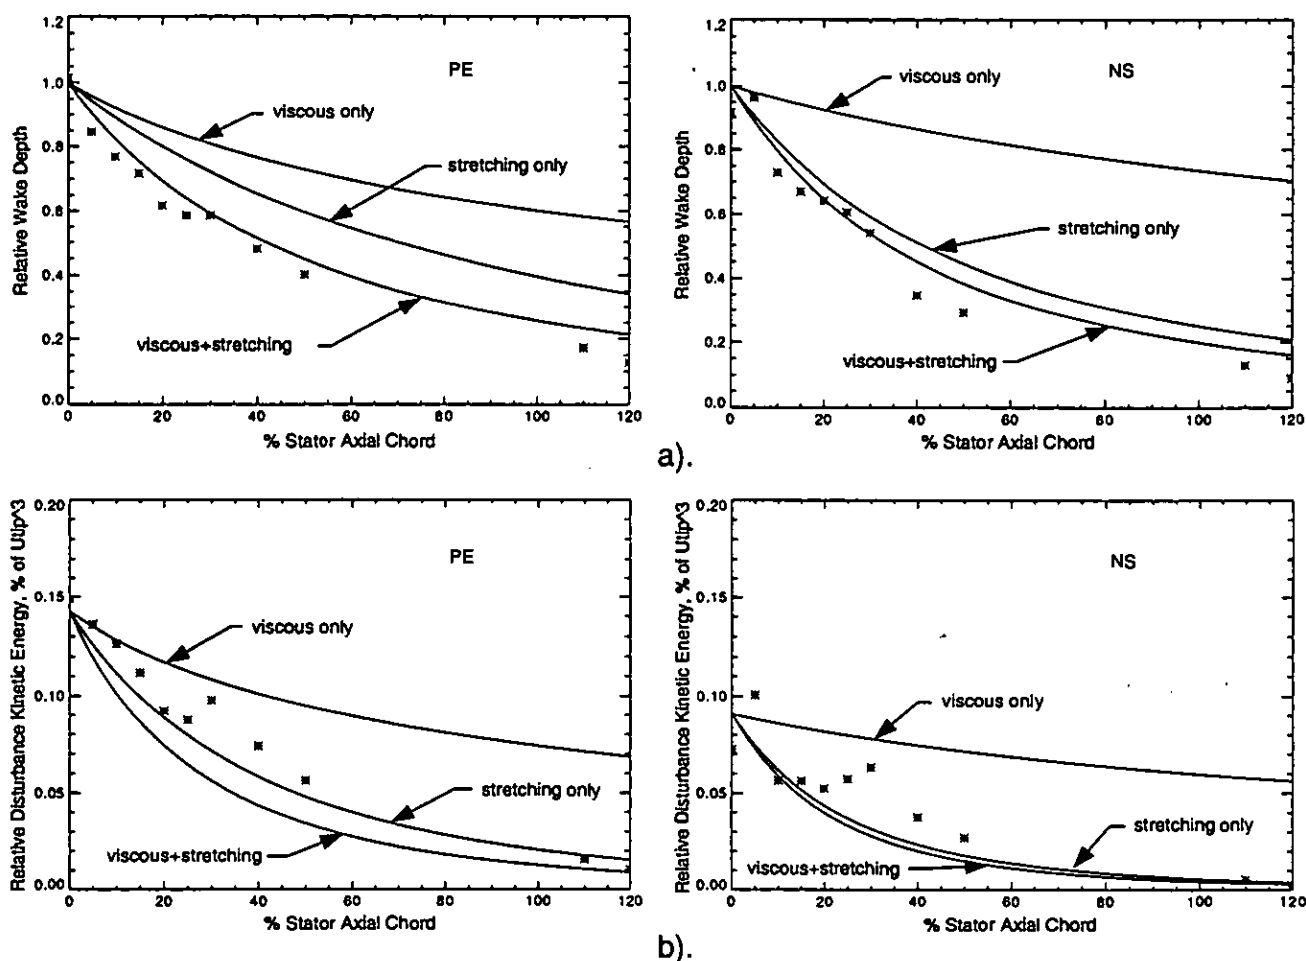 1.2
1.0
0.8
0.6
0.4
0.2
0.0
Relative Wake Depth
PE
viscous only
stretching only
viscous+stretching
0 20 40 60 80 100 120
% Stator Axial Chord
1.2
1.0
0.8
0.6
0.4
0.2
0.0
Relative Wake Depth
NS
viscous only
stretching only
viscous+stretching
0 20 40 60 80 100 120
% Stator Axial Chord
a).
0.20
0.15
0.10
0.05
0.00
Relative Disturbance Kinetic Energy, % of Utip^3
PE
viscous only
stretching only
viscous+stretching
0 20 40 60 80 100 120
% Stator Axial Chord
0.20
0.15
0.10
0.05
0.00
Relative Disturbance Kinetic Energy, % of Utip^3
NS
viscous only
stretching only
viscous+stretching
0 20 40 60 80 100 120
% Stator Axial Chord
b).